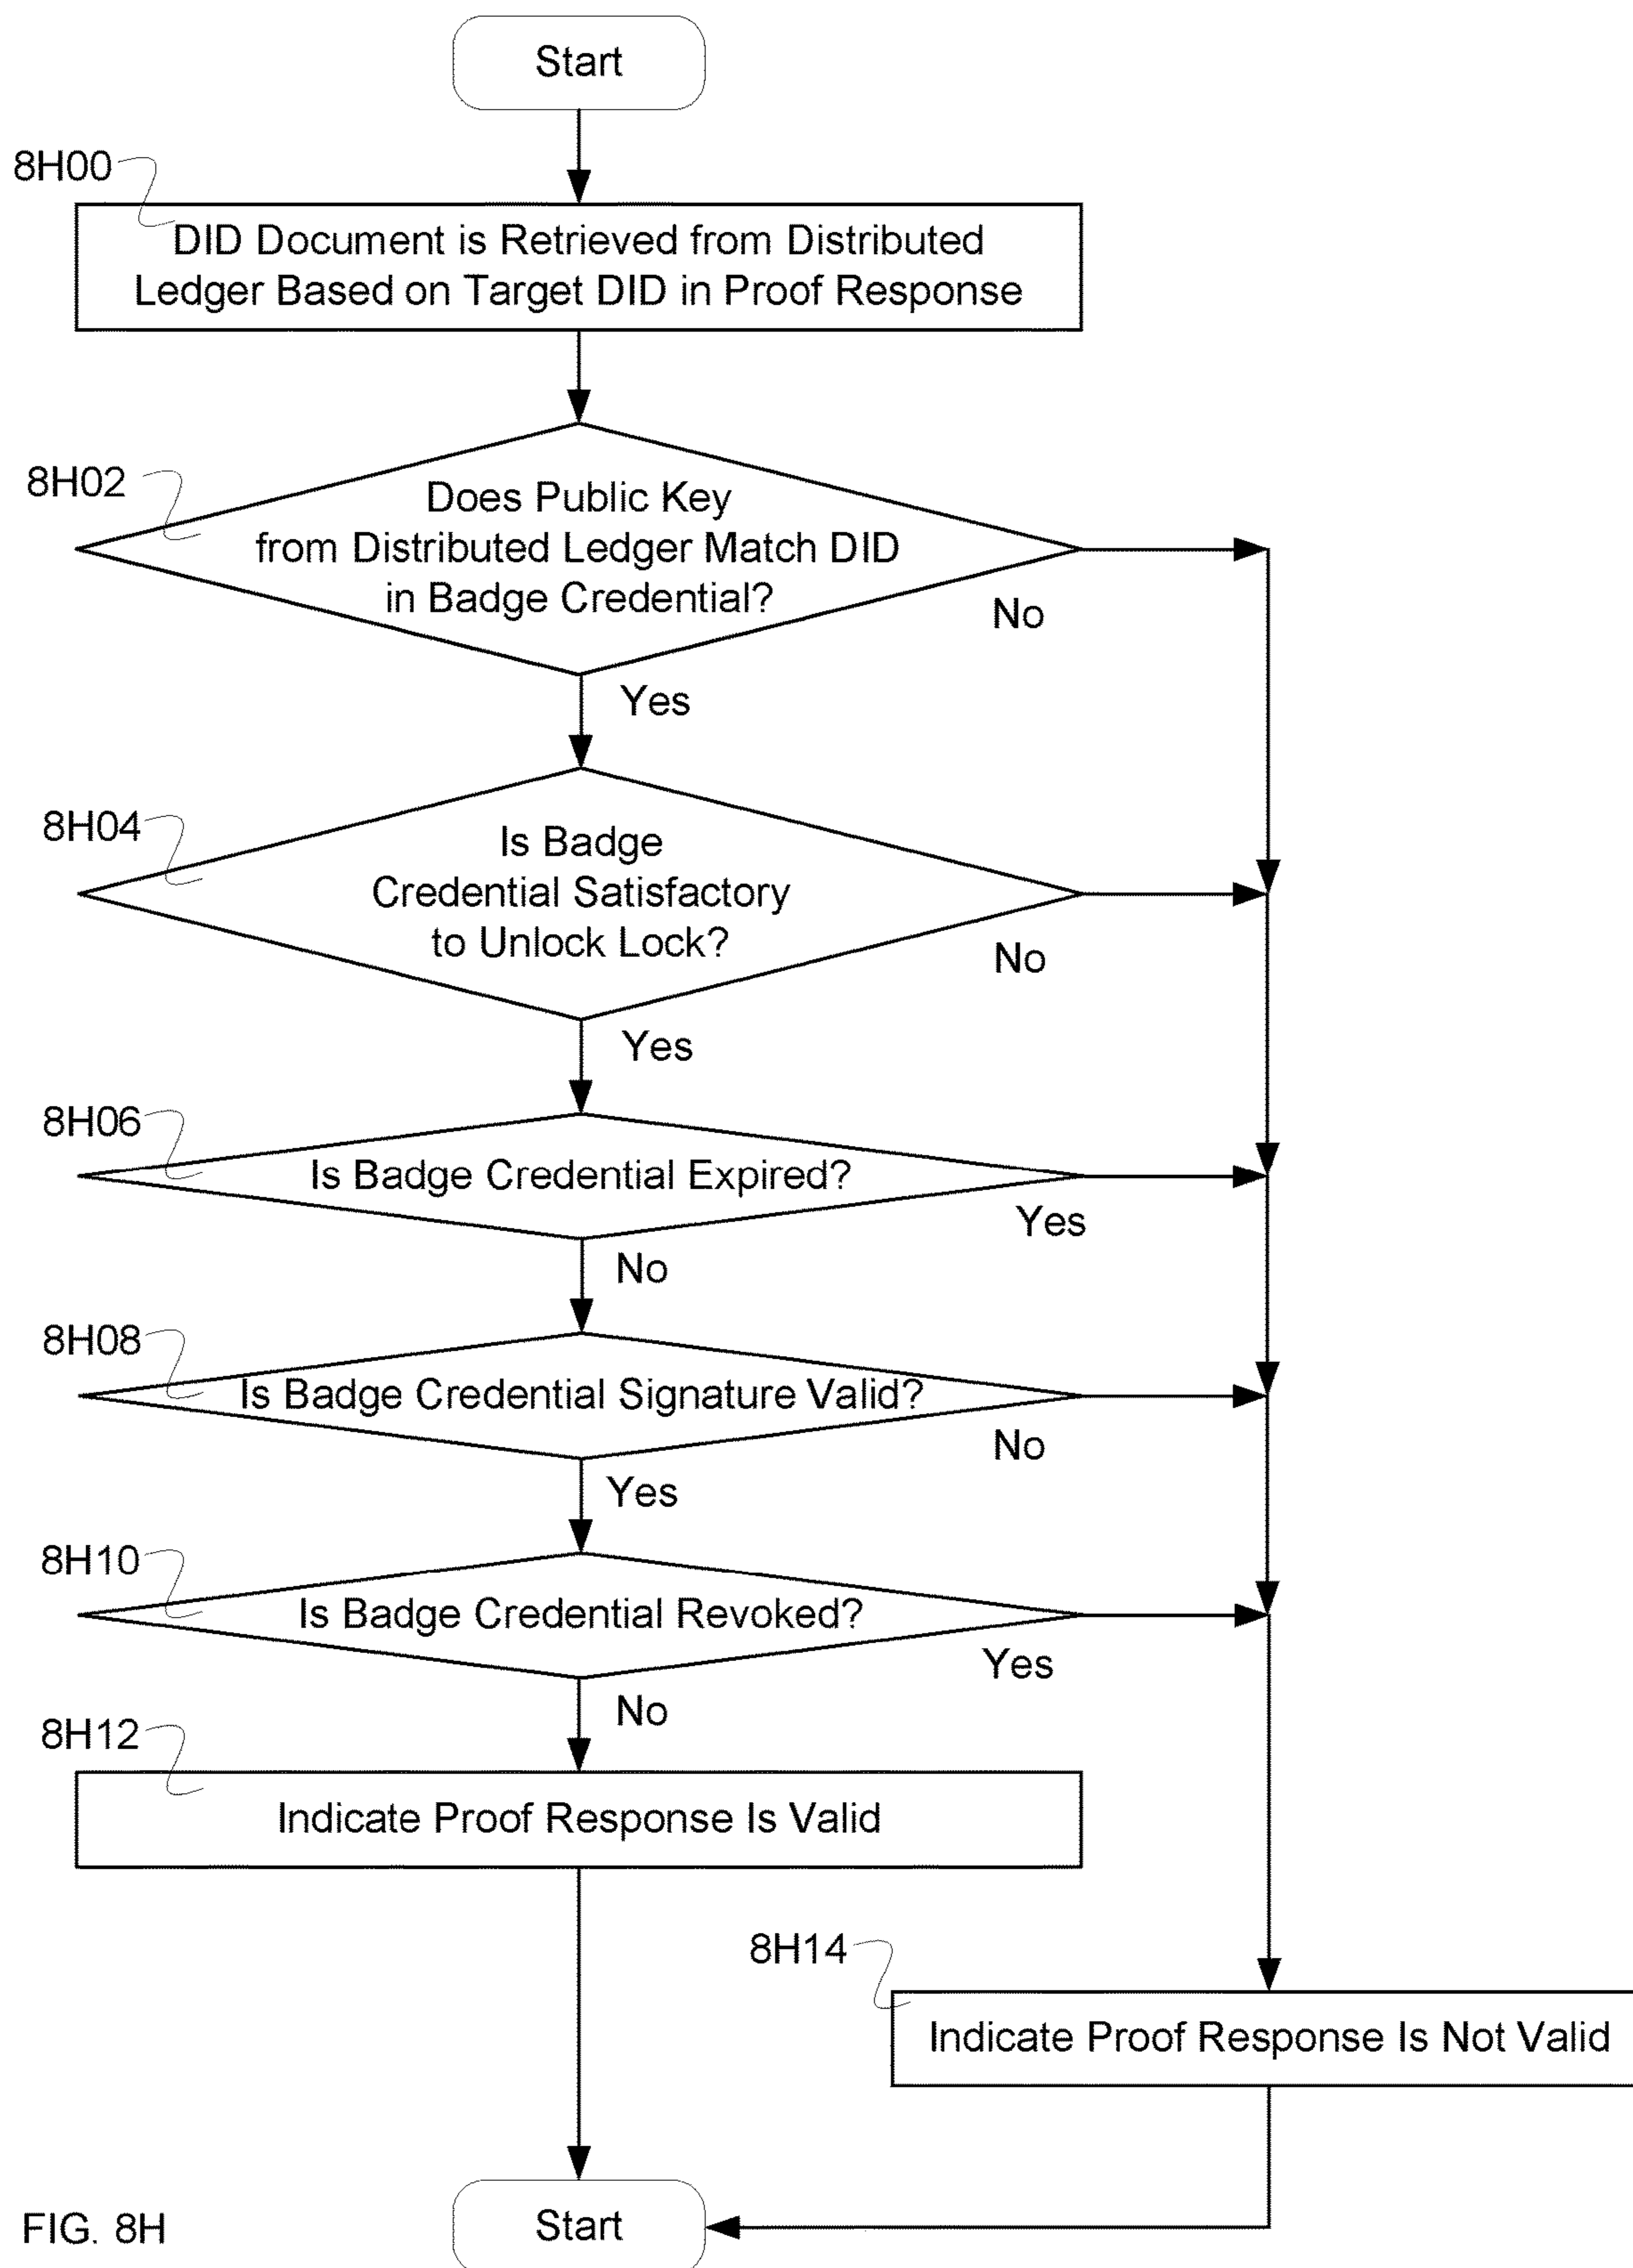 Start
8H00
DID Document is Retrieved from Distributed
Ledger Based on Target DID in Proof Response
8H02
Does Public Key
from Distributed Ledger Match DID
in Badge Credential?
No
Yes
8H04
Is Badge
Credential Satisfactory
to Unlock Lock?
No
Yes
8H06
Is Badge Credential Expired?
Yes
No
8H08
Is Badge Credential Signature Valid?
No
Yes
8H10
Is Badge Credential Revoked?
Yes
No
8H12
Indicate Proof Response Is Valid
8H14
Indicate Proof Response Is Not Valid
Start
FIG. 8H